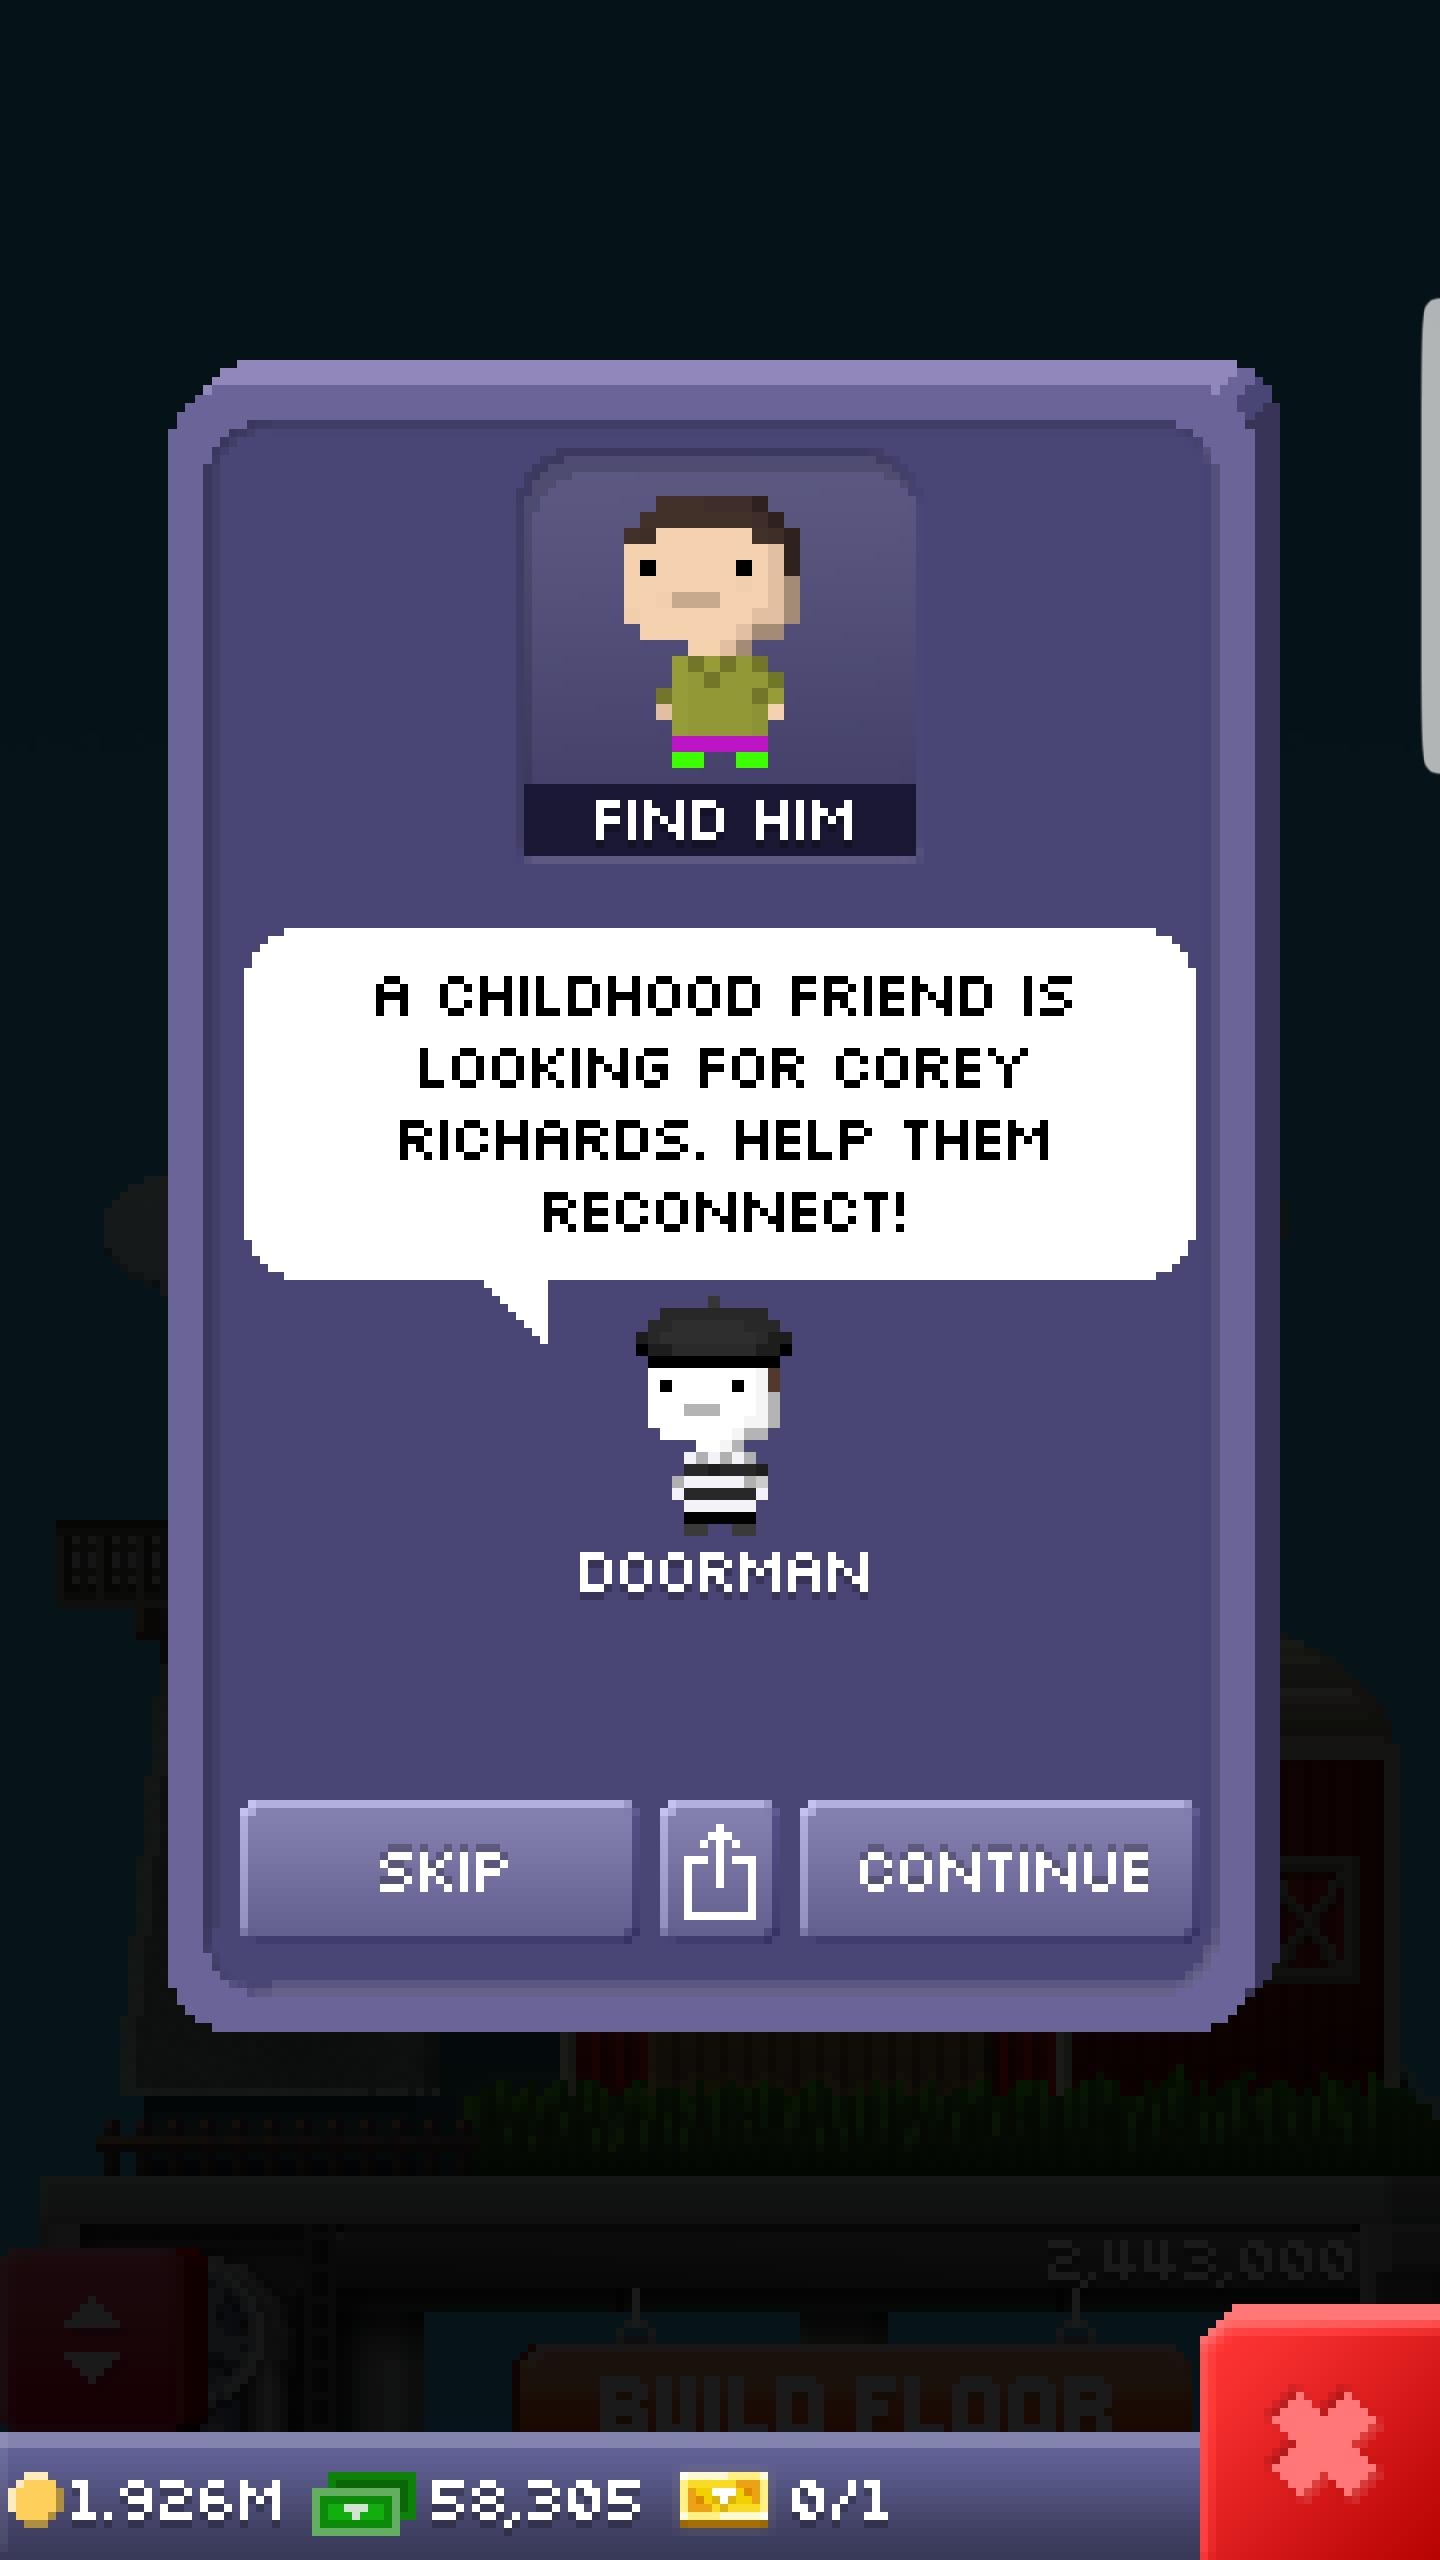 FIND HIM
A CHILDHOOD FRIEND IS
LOOKING FOR COREY
RICHARDS. HELP THEM
RECONNECT!
DOORMAN
SKIP
CONTINUE
2,443,000
BUILD FLOOR
1.926M 58,305 0/1